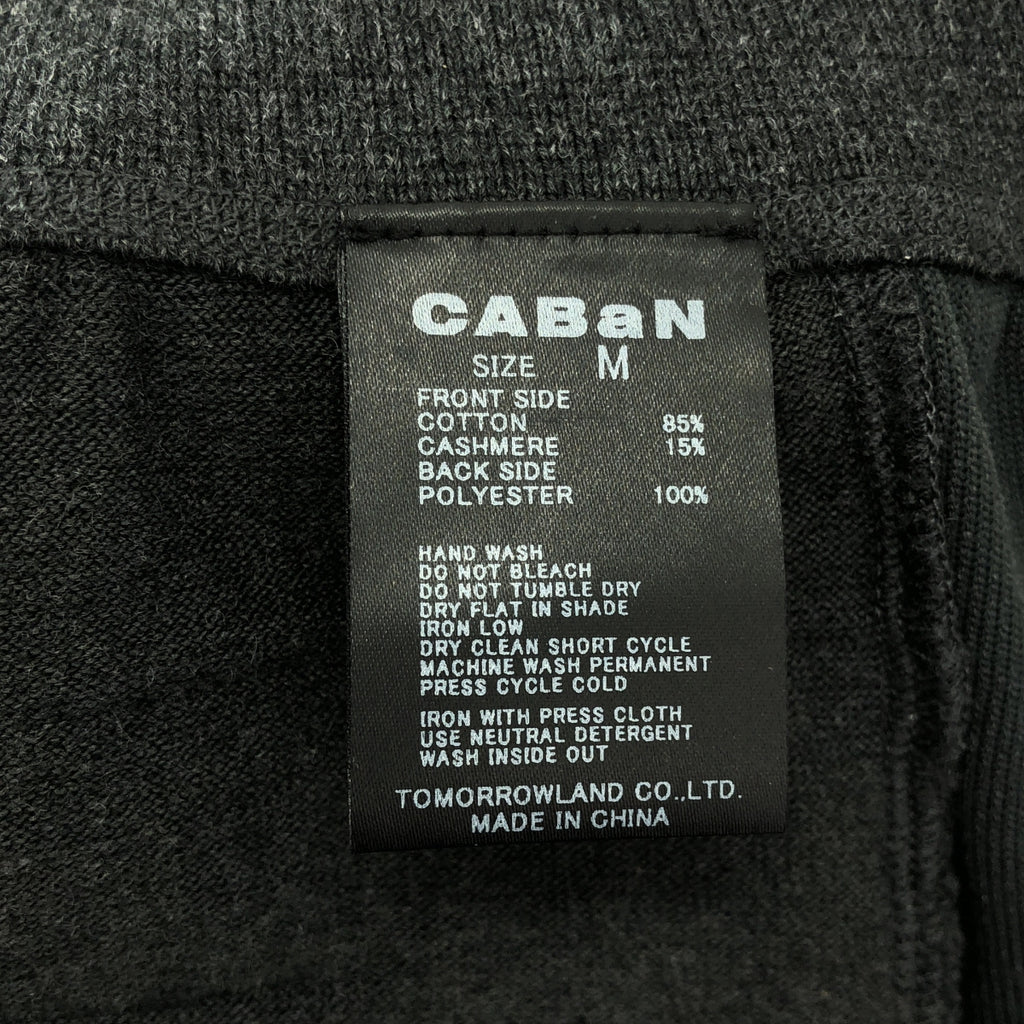 CABaN
SIZE M
FRONT SIDE
COTTON 85%
CASHMERE 15%
BACK SIDE
POLYESTER 100%
HAND WASH
DO NOT BLEACH
DO NOT TUMBLE DRY
DRY FLAT IN SHADE
IRON LOW
DRY CLEAN SHORT CYCLE
MACHINE WASH PERMANENT
PRESS CYCLE COLD
IRON WITH PRESS CLOTH
USE NEUTRAL DETERGENT
WASH INSIDE OUT
TOMORROWLAND CO.,LTD.
MADE IN CHINA